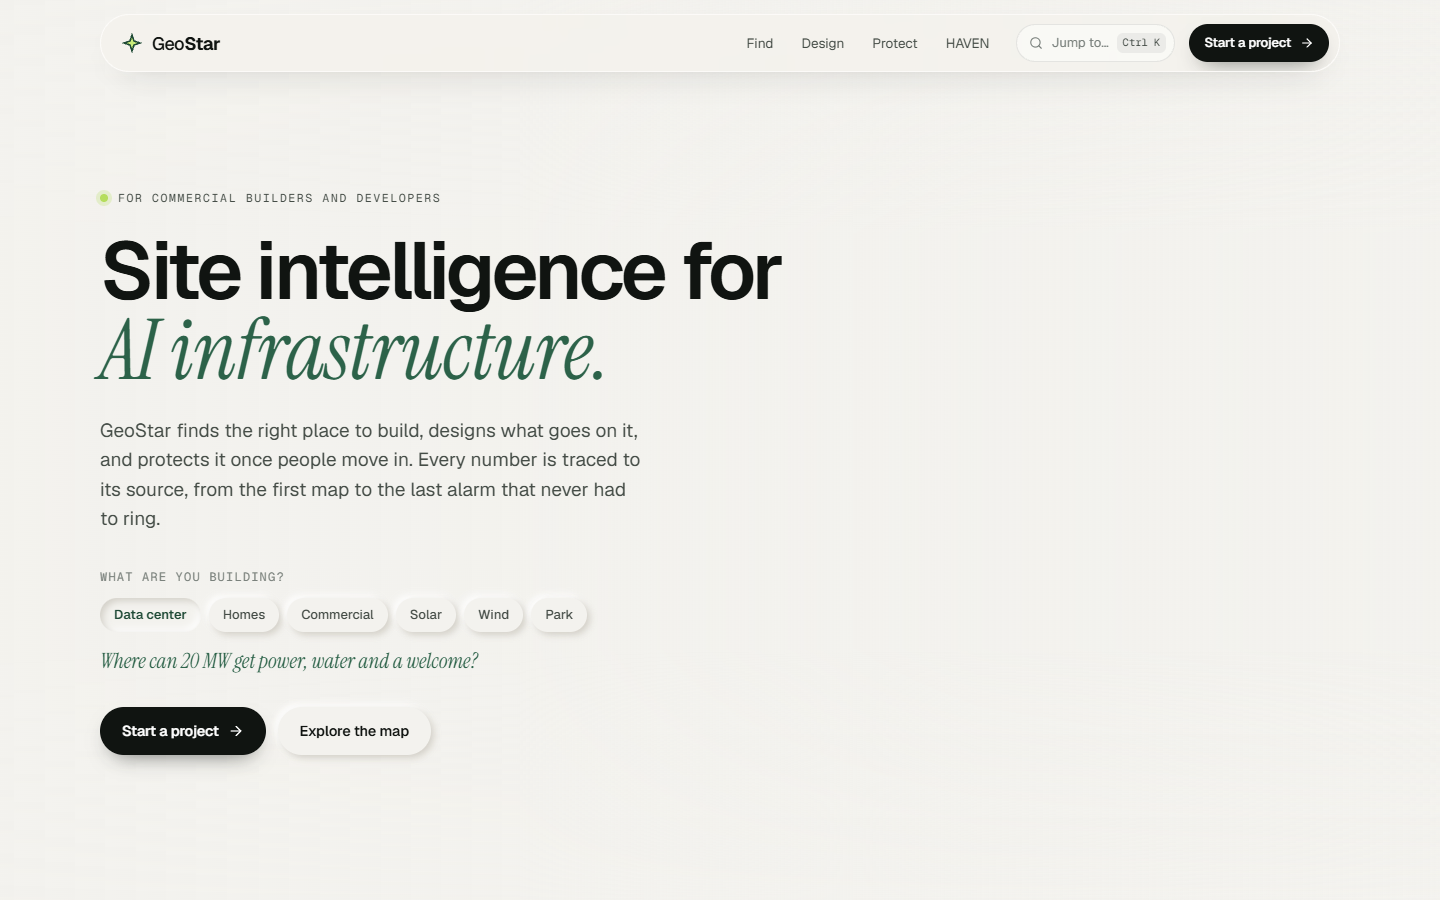 GeoStar
Find
Design
Protect
HAVEN
Jump to...
Ctrl K
Start a project
FOR COMMERCIAL BUILDERS AND DEVELOPERS
Site intelligence for
AI infrastructure.
GeoStar finds the right place to build, designs what goes on it,
and protects it once people move in. Every number is traced to
its source, from the first map to the last alarm that never had
to ring.
WHAT ARE YOU BUILDING?
Data center
Homes
Commercial
Solar
Wind
Park
Where can 20 MW get power, water and a welcome?
Start a project
Explore the map